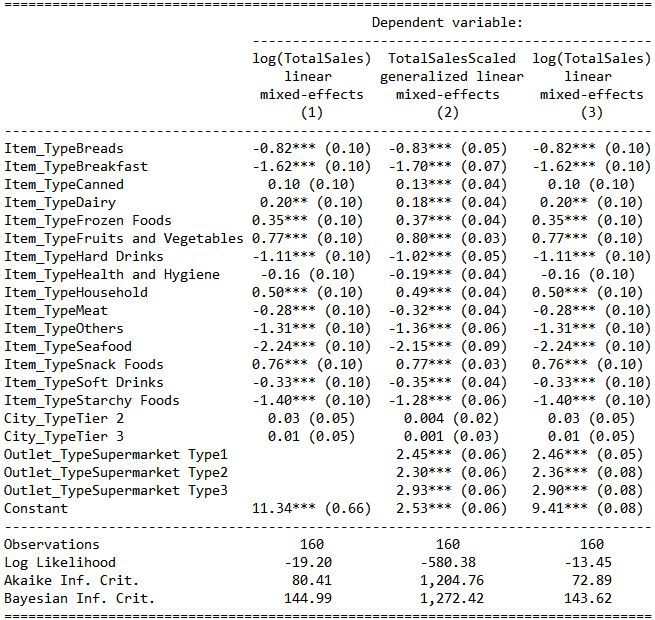 Dependent variable:
log(TotalSales) TotalSalesScaled log(TotalSales)
linear generalized linear linear
mixed-effects mixed-effects mixed-effects
(1) (2) (3)
Item_TypeBreads -0.82*** (0.10) -0.83*** (0.05) -0.82*** (0.10)
Item_TypeBreakfast -1.62*** (0.10) -1.70*** (0.07) -1.62*** (0.10)
Item_TypeCanned 0.10 (0.10) 0.13*** (0.04) 0.10 (0.10)
Item_TypeDairy 0.20** (0.10) 0.18*** (0.04) 0.20** (0.10)
Item_TypeFrozen Foods 0.35*** (0.10) 0.37*** (0.04) 0.35*** (0.10)
Item_TypeFruits and Vegetables 0.77*** (0.10) 0.80*** (0.03) 0.77*** (0.10)
Item_TypeHard Drinks -1.11*** (0.10) -1.02*** (0.05) -1.11*** (0.10)
Item_TypeHealth and Hygiene -0.16 (0.10) -0.19*** (0.04) -0.16 (0.10)
Item_TypeHousehold 0.50*** (0.10) 0.49*** (0.04) 0.50*** (0.10)
Item_TypeMeat -0.28*** (0.10) -0.32*** (0.04) -0.28*** (0.10)
Item_TypeOthers -1.31*** (0.10) -1.36*** (0.06) -1.31*** (0.10)
Item_TypeSeafood -2.24*** (0.10) -2.15*** (0.09) -2.24*** (0.10)
Item_TypeSnack Foods 0.76*** (0.10) 0.77*** (0.03) 0.76*** (0.10)
Item_TypeSoft Drinks -0.33*** (0.10) -0.35*** (0.04) -0.33*** (0.10)
Item_TypeStarchy Foods -1.40*** (0.10) -1.28*** (0.06) -1.40*** (0.10)
City_TypeTier 2 0.03 (0.05) 0.004 (0.02) 0.03 (0.05)
City_TypeTier 3 0.01 (0.05) 0.001 (0.03) 0.01 (0.05)
Outlet_TypeSupermarket Type1 2.45*** (0.06) 2.46*** (0.05)
Outlet_TypeSupermarket Type2 2.30*** (0.06) 2.36*** (0.08)
Outlet_TypeSupermarket Type3 2.93*** (0.06) 2.90*** (0.08)
Constant 11.34*** (0.66) 2.53*** (0.06) 9.41*** (0.08)
Observations 160 160 160
Log Likelihood -19.20 -580.38 -13.45
Akaike Inf. Crit. 80.41 1,204.76 72.89
Bayesian Inf. Crit. 144.99 1,272.42 143.62